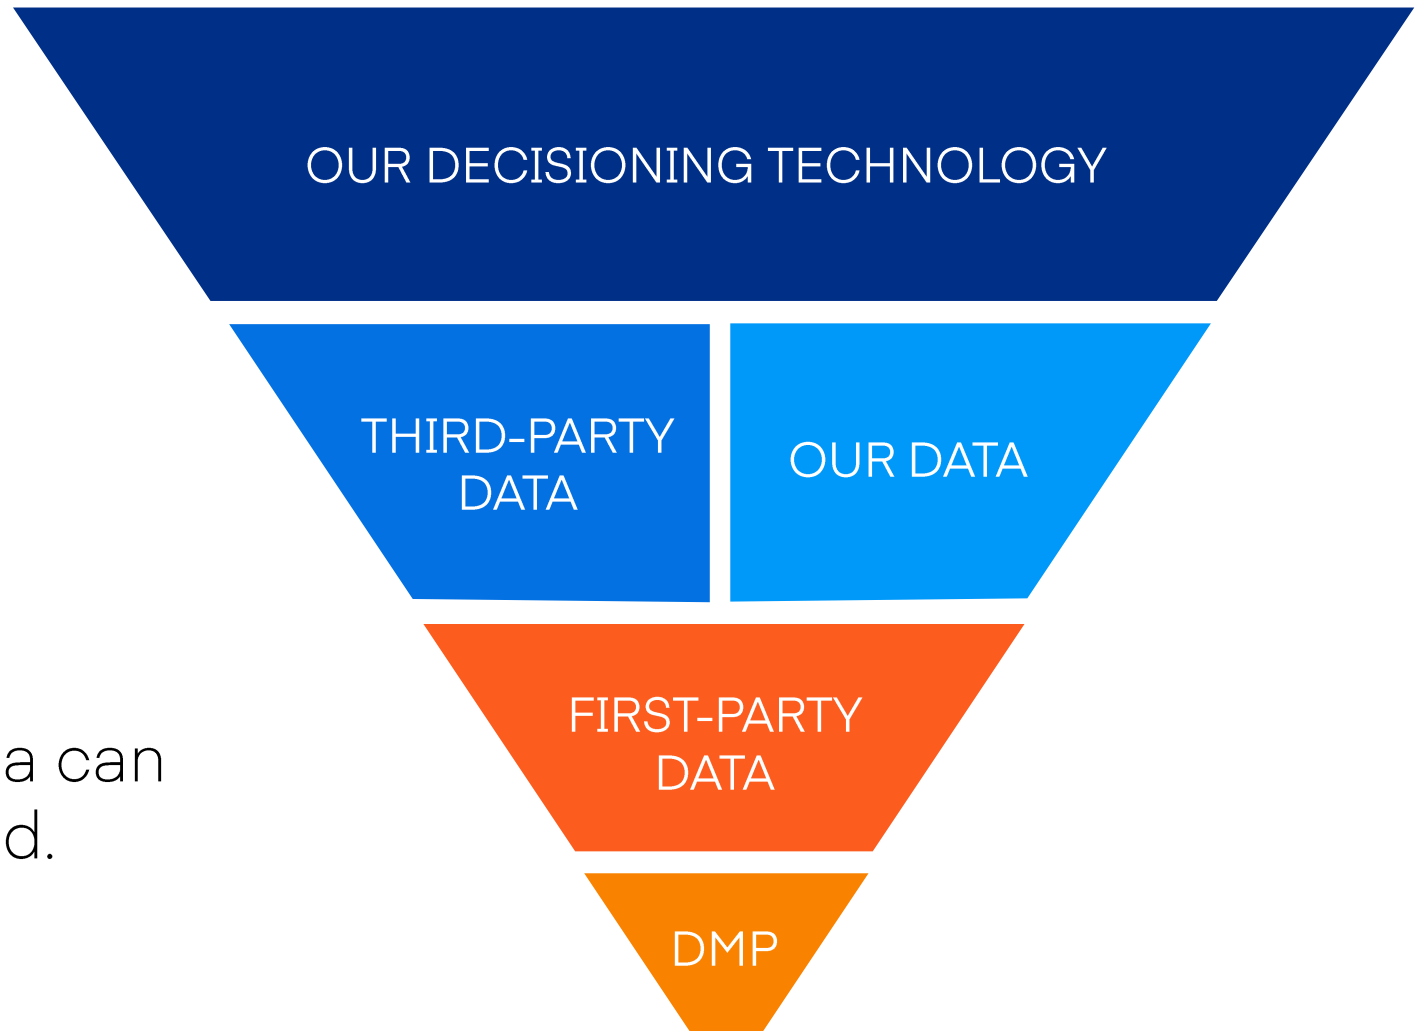 OUR DECISIONING TECHNOLOGY
THIRD-PARTY
DATA
OUR DATA
FIRST-PARTY
DATA
a can
d.
DMP